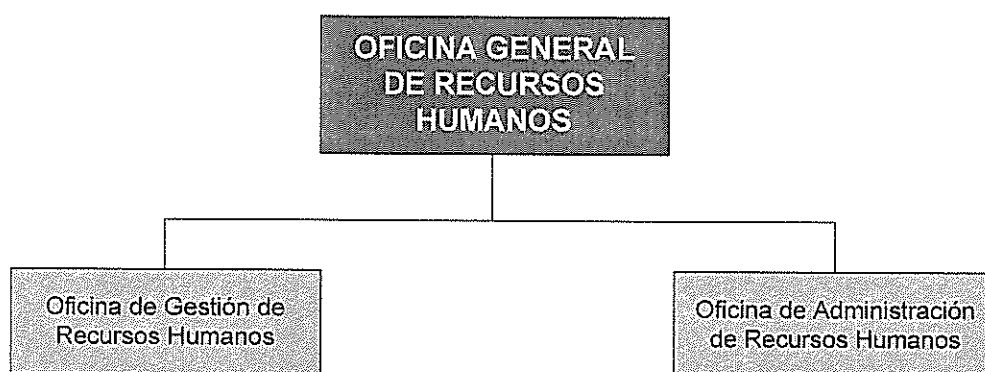 OFICINA GENERAL
DE RECURSOS
HUMANOS
Oficina de Gestión de
Recursos Humanos
Oficina de Administración
de Recursos Humanos